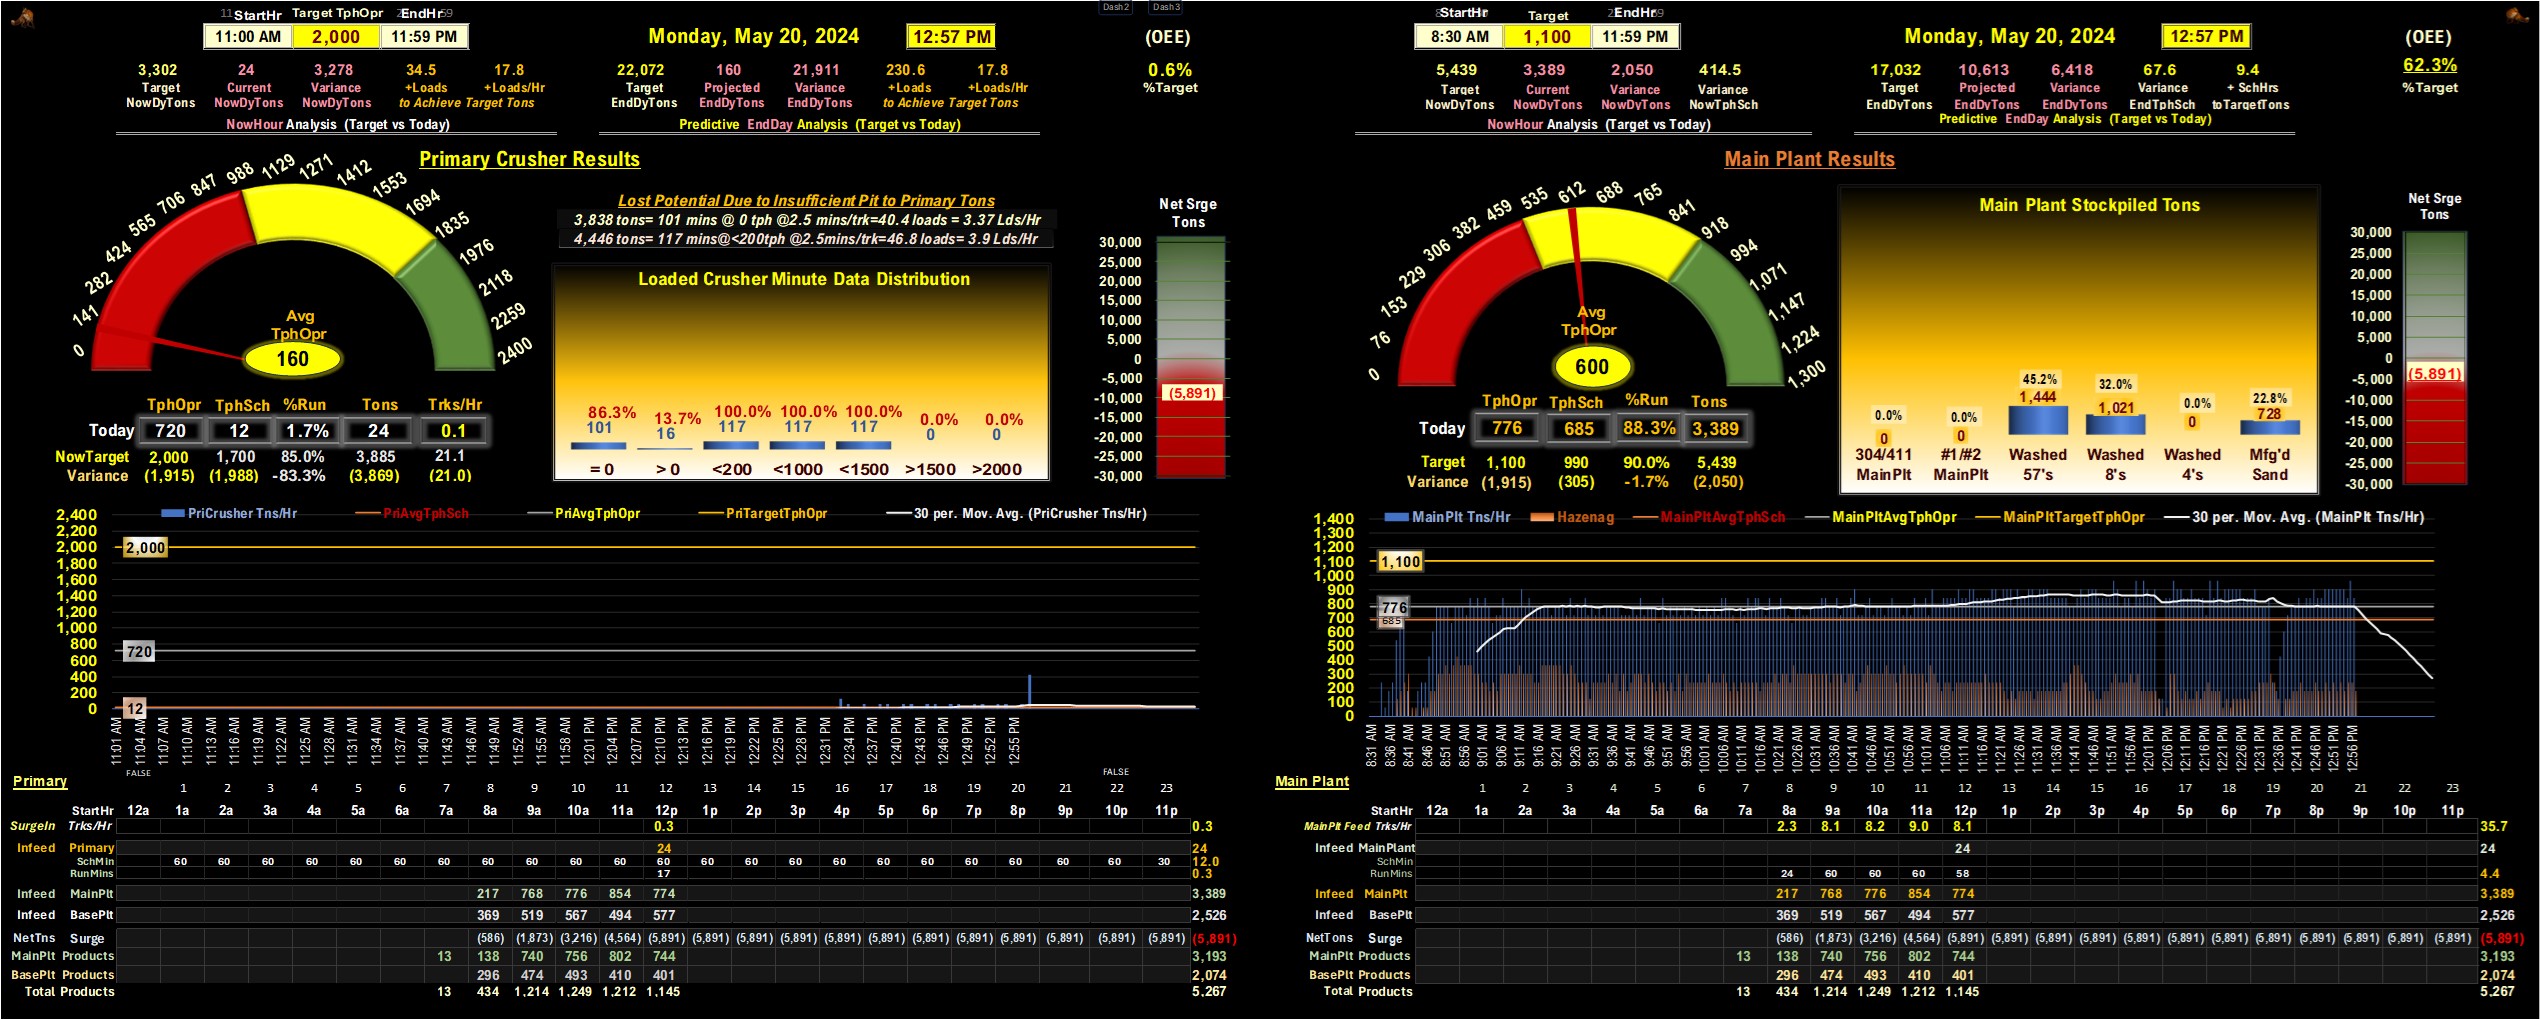 StartHr Target TphOpr EndHr
11:00 AM 2,000 11:59 PM
Monday, May 20, 2024 12:57 PM (OEE)
3,302 24 3,278 34.5 17.8 22,072 160 21,911 230.6 17.8 0.6%
Target Current Variance +Loads +Loads/Hr Target Projected Variance +Loads +Loads/Hr %Target
NowDyTons NowDyTons NowDyTons to Achieve Target Tons EndDyTons EndDyTons EndDyTons to Achieve Target Tons
NowHour Analysis (Target vs Today) Predictive EndDay Analysis (Target vs Today)
Dash2 Dash3
Primary Crusher Results
0 141 282 424 565 706 847 988 1129 1271 1412 1553 1694 1835 1976 2118 2259 2400
Avg
TphOpr
160
TphOpr TphSch %Run Tons Trks/Hr
Today 720 12 1.7% 24 0.1
NowTarget 2,000 1,700 85.0% 3,885 21.1
Variance (1,915) (1,988) -83.3% (3,869) (21.0)
Lost Potential Due to Insufficient Pit to Primary Tons
3,838 tons= 101 mins @ 0 tph @2.5 mins/trk=40.4 loads = 3.37 Lds/Hr
4,446 tons= 117 mins@<200tph @2.5mins/trk=46.8 loads= 3.9 Lds/Hr
Loaded Crusher Minute Data Distribution
86.3% 13.7% 100.0% 100.0% 100.0% 0.0% 0.0%
101 16 117 117 117 0 0
= 0 > 0 <200 <1000 <1500 >1500 >2000
Net Srge
Tons
30,000
25,000
20,000
15,000
10,000
5,000
0
-5,000
(5,891)
-10,000
-15,000
-20,000
-25,000
-30,000
PriCrusher Tns/Hr PriAvgTphSch PriAvgTphOpr PriTargetTphOpr 30 per. Mov. Avg. (PriCrusher Tns/Hr)
2,400
2,200
2,000
1,800
1,600
1,400
1,200
1,000
800
600
400
200
0
2,000
720
12
11:01 AM 11:04 AM 11:07 AM 11:10 AM 11:13 AM 11:16 AM 11:19 AM 11:22 AM 11:25 AM 11:28 AM 11:31 AM 11:34 AM 11:37 AM 11:40 AM 11:43 AM 11:46 AM 11:49 AM 11:52 AM 11:55 AM 11:58 AM 12:01 PM 12:04 PM 12:07 PM 12:10 PM 12:13 PM 12:16 PM 12:19 PM 12:22 PM 12:25 PM 12:28 PM 12:31 PM 12:34 PM 12:37 PM 12:40 PM 12:43 PM 12:46 PM 12:49 PM 12:52 PM 12:55 PM
FALSE FALSE
Primary 1 2 3 4 5 6 7 8 9 10 11 12 13 14 15 16 17 18 19 20 21 22 23
StartHr 12a 1a 2a 3a 4a 5a 6a 7a 8a 9a 10a 11a 12p 1p 2p 3p 4p 5p 6p 7p 8p 9p 10p 11p
SurgeIn Trks/Hr 0.3 0.3
Infeed Primary 24 24
SchMin 60 60 60 60 60 60 60 60 60 60 60 60 60 60 60 60 60 60 60 60 60 60 30 12.0
RunMins 17 0.3
Infeed MainPlt 217 768 776 854 774 3,389
Infeed BasePlt 369 519 567 494 577 2,526
NetTns Surge (586) (1,873) (3,216) (4,564) (5,891) (5,891) (5,891) (5,891) (5,891) (5,891) (5,891) (5,891) (5,891) (5,891) (5,891) (5,891) (5,891)
MainPlt Products 13 138 740 756 802 744 3,193
BasePlt Products 296 474 493 410 401 2,074
Total Products 13 434 1,214 1,249 1,212 1,145 5,267
StartHr Target EndHr
8:30 AM 1,100 11:59 PM
Monday, May 20, 2024 12:57 PM (OEE)
5,439 3,389 2,050 414.5 17,032 10,613 6,418 67.6 9.4 62.3%
Target Current Variance Variance Target Projected Variance Variance + SchHrs %Target
NowDyTons NowDyTons NowDyTons NowTphSch EndDyTons EndDyTons EndDyTons EndTphSch toTargetTons
NowHour Analysis (Target vs Today) Predictive EndDay Analysis (Target vs Today)
Main Plant Results
0 76 153 229 306 382 459 535 612 688 765 841 918 994 1,071 1,147 1,224 1,300
Avg
TphOpr
600
TphOpr TphSch %Run Tons
Today 776 685 88.3% 3,389
Target 1,100 990 90.0% 5,439
Variance (1,915) (305) -1.7% (2,050)
Main Plant Stockpiled Tons
0.0% 0.0% 45.2% 32.0% 0.0% 22.8%
0 0 1,444 1,021 0 728
304/411 #1/#2 Washed Washed Washed Mfg'd
MainPlt MainPlt 57's 8's 4's Sand
Net Srge
Tons
30,000
25,000
20,000
15,000
10,000
5,000
0
(5,891)
-5,000
-10,000
-15,000
-20,000
-25,000
-30,000
MainPlt Tns/Hr Hazenag MainPltAvgTphSch MainPltAvgTphOpr MainPltTargetTphOpr 30 per. Mov. Avg. (MainPlt Tns/Hr)
1,400
1,300
1,200
1,100
1,000
900
800
700
600
500
400
300
200
100
0
1,100
776
685
8:31 AM 8:36 AM 8:41 AM 8:46 AM 8:51 AM 8:56 AM 9:01 AM 9:06 AM 9:11 AM 9:16 AM 9:21 AM 9:26 AM 9:31 AM 9:36 AM 9:41 AM 9:46 AM 9:51 AM 9:56 AM 10:01 AM 10:06 AM 10:11 AM 10:16 AM 10:21 AM 10:26 AM 10:31 AM 10:36 AM 10:41 AM 10:46 AM 10:51 AM 10:56 AM 11:01 AM 11:06 AM 11:11 AM 11:16 AM 11:21 AM 11:26 AM 11:31 AM 11:36 AM 11:41 AM 11:46 AM 11:51 AM 11:56 AM 12:01 PM 12:06 PM 12:11 PM 12:16 PM 12:21 PM 12:26 PM 12:31 PM 12:36 PM 12:41 PM 12:46 PM 12:51 PM 12:56 PM
Main Plant 1 2 3 4 5 6 7 8 9 10 11 12 13 14 15 16 17 18 19 20 21 22 23
StartHr 12a 1a 2a 3a 4a 5a 6a 7a 8a 9a 10a 11a 12p 1p 2p 3p 4p 5p 6p 7p 8p 9p 10p 11p
MainPlt Feed Trks/Hr 2.3 8.1 8.2 9.0 8.1 35.7
Infeed MainPlant 24 24
SchMin
RunMins 24 60 60 60 58 4.4
Infeed MainPlt 217 768 776 854 774 3,389
Infeed BasePlt 369 519 567 494 577 2,526
NetTons Surge (586) (1,873) (3,216) (4,564) (5,891) (5,891) (5,891) (5,891) (5,891) (5,891) (5,891) (5,891) (5,891) (5,891) (5,891) (5,891) (5,891)
MainPlt Products 13 138 740 756 802 744 3,193
BasePlt Products 296 474 493 410 401 2,074
Total Products 13 434 1,214 1,249 1,212 1,145 5,267